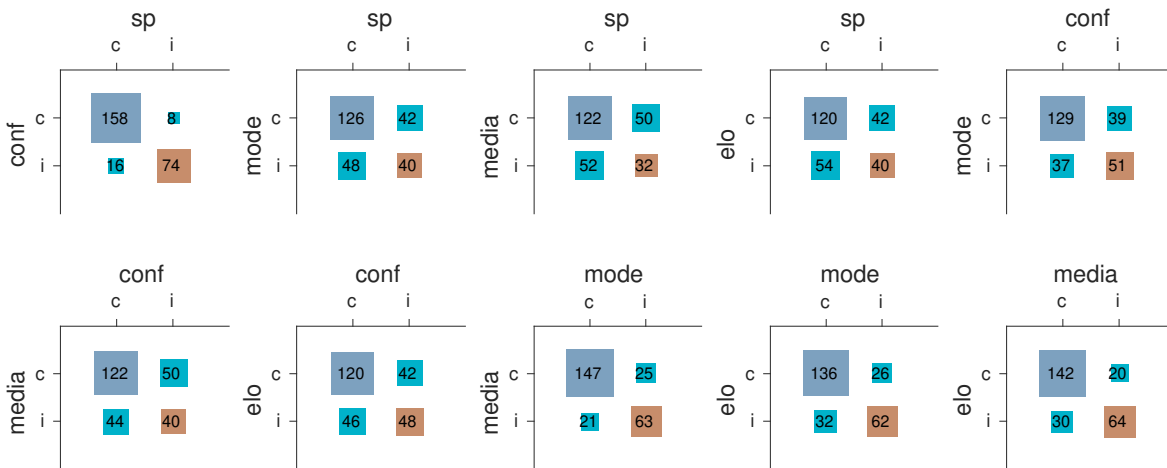 sp sp sp sp conf
c i c i c i c i c i
conf c 158 8 mode c 126 42 media c 122 50 elo c 120 42 mode c 129 39
i 16 74 i 48 40 i 52 32 i 54 40 i 37 51
conf conf mode mode media
c i c i c i c i c i
media c 122 50 elo c 120 42 media c 147 25 elo c 136 26 elo c 142 20
i 44 40 i 46 48 i 21 63 i 32 62 i 30 64